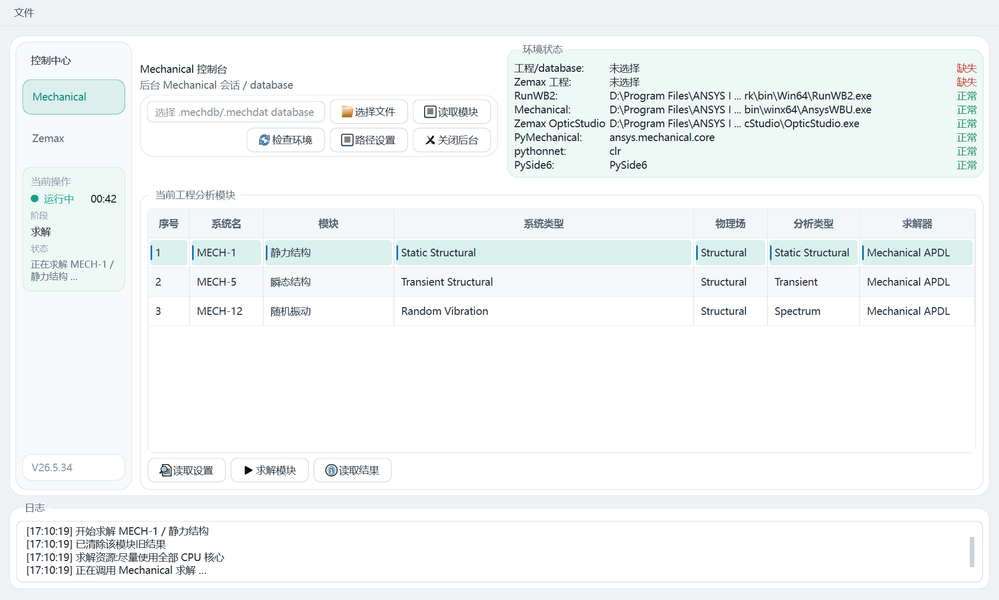 文件
控制中心
Mechanical
Zemax
当前操作
运行中 00:42
阶段
求解
状态
正在求解 MECH-1 /
静力结构 ...
V26.5.34
Mechanical 控制台
后台 Mechanical 会话 / database
选择 .mechdb/.mechdat database 选择文件 读取模块
检查环境 路径设置 关闭后台
环境状态
工程/database: 未选择 缺失
Zemax 工程: 未选择 缺失
RunWB2: D:\Program Files\ANSYS I ... rk\bin\Win64\RunWB2.exe 正常
Mechanical: D:\Program Files\ANSYS I ... bin\winx64\AnsysWBU.exe 正常
Zemax OpticStudio D:\Program Files\ANSYS I ... cStudio\OpticStudio.exe 正常
PyMechanical: ansys.mechanical.core 正常
pythonnet: clr 正常
PySide6: PySide6 正常
当前工程分析模块
序号 系统名 模块 系统类型 物理场 分析类型 求解器
1 MECH-1 静力结构 Static Structural Structural Static Structural Mechanical APDL
2 MECH-5 瞬态结构 Transient Structural Structural Transient Mechanical APDL
3 MECH-12 随机振动 Random Vibration Structural Spectrum Mechanical APDL
读取设置 求解模块 读取结果
日志
[17:10:19] 开始求解 MECH-1 / 静力结构
[17:10:19] 已清除该模块旧结果
[17:10:19] 求解资源:尽量使用全部 CPU 核心
[17:10:19] 正在调用 Mechanical 求解 ...